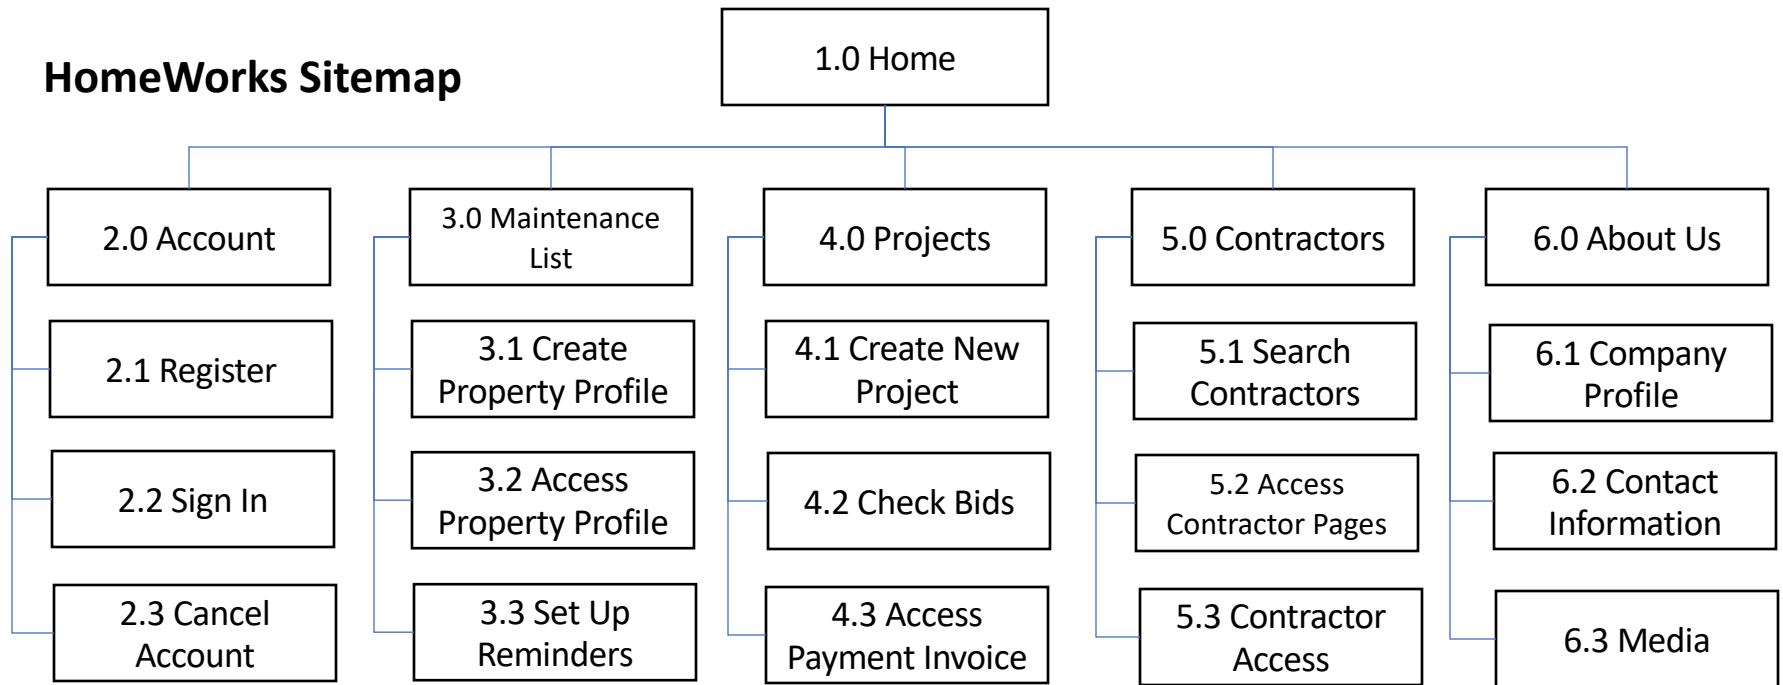 HomeWorks Sitemap
1.0 Home
2.0 Account
2.1 Register
2.2 Sign In
2.3 Cancel
Account
3.0 Maintenance
List
3.1 Create
Property Profile
3.2 Access
Property Profile
3.3 Set Up
Reminders
4.0 Projects
4.1 Create New
Project
4.2 Check Bids
4.3 Access
Payment Invoice
5.0 Contractors
5.1 Search
Contractors
5.2 Access
Contractor Pages
5.3 Contractor
Access
6.0 About Us
6.1 Company
Profile
6.2 Contact
Information
6.3 Media